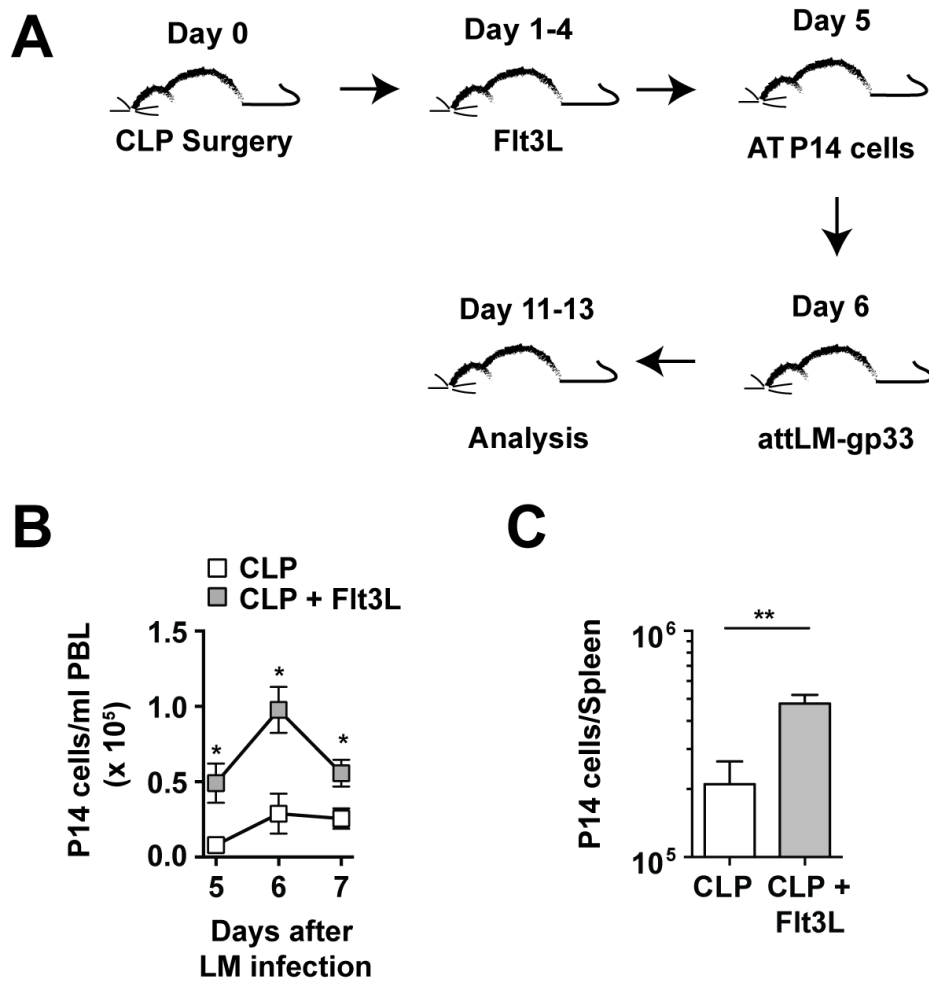 A
Day 0
CLP Surgery
Day 1-4
Flt3L
Day 5
AT P14 cells
Day 6
attLM-gp33
Day 11-13
Analysis
B
CLP
CLP + Flt3L
P14 cells/ml PBL
(x 10⁵)
1.5
1.0
0.5
0.0
*
*
*
5 6 7
Days after
LM infection
C
P14 cells/Spleen
10⁶
10⁵
**
CLP
CLP +
Flt3L